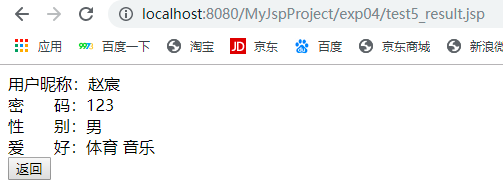 localhost:8080/MyJspProject/exp04/test5_result.jsp
应用 百度一下 淘宝 JD 京东 百度 京东商城 新浪微
用户昵称：赵宸
密 码：123
性 别：男
爱 好：体育 音乐
返回